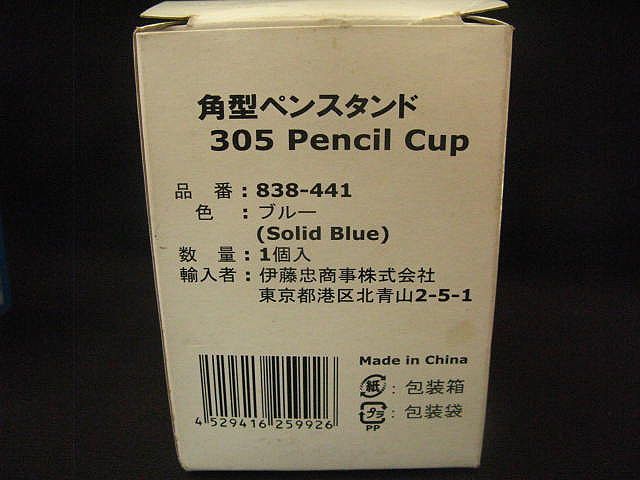 角型ペンスタンド
305 Pencil Cup
品 番:838-441
色 :ブルー
(Solid Blue)
数 量:1個入
輸入者:伊藤忠商事株式会社
東京都港区北青山2-5-1
4 529416 259926
Made in China
紙:包装箱
プラ:包装袋
PP